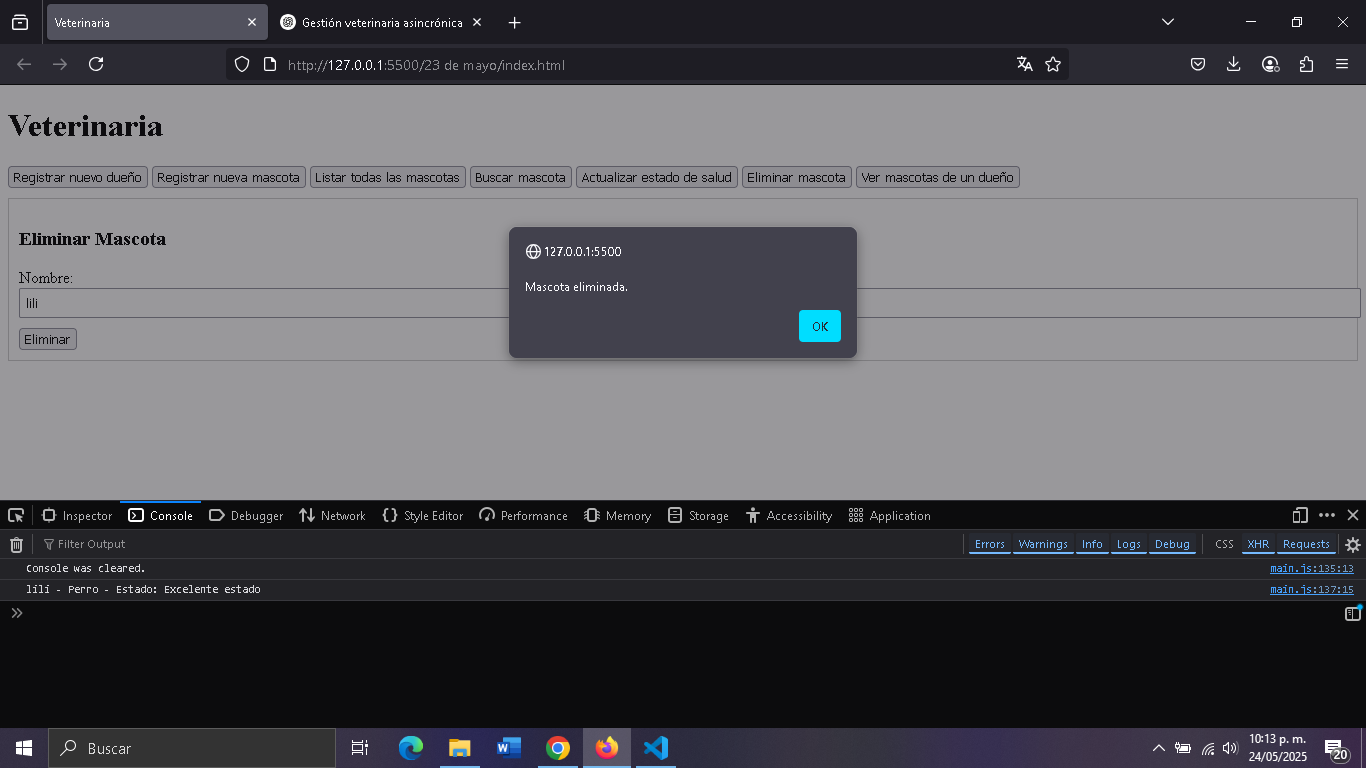 Veterinaria
Gestión veterinaria asincrónica
http://127.0.0.1:5500/23 de mayo/index.html
Veterinaria
Registrar nuevo dueño Registrar nueva mascota Listar todas las mascotas Buscar mascota Actualizar estado de salud Eliminar mascota Ver mascotas de un dueño
Eliminar Mascota
Nombre:
lili
Eliminar
127.0.0.1:5500
Mascota eliminada.
OK
Inspector Console Debugger Network Style Editor Performance Memory Storage Accessibility Application
Filter Output Errors Warnings Info Logs Debug CSS XHR Requests
Console was cleared. main.js:135:13
lili - Perro - Estado: Excelente estado main.js:137:15
Buscar
10:13 p. m.
24/05/2025
20